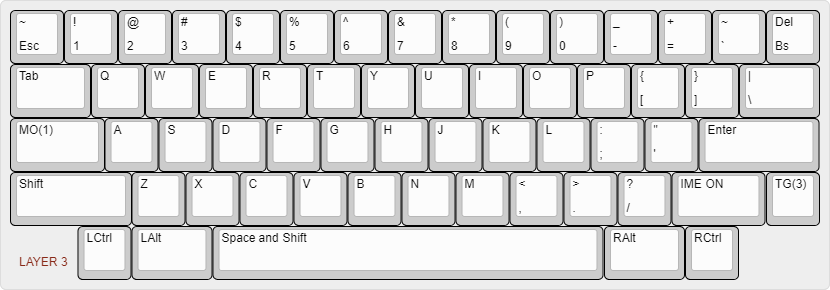 ~ ! @ # $ % ^ & * ( ) _ + ~ Del
Esc 1 2 3 4 5 6 7 8 9 0 - = ` Bs
Tab Q W E R T Y U I O P { } |
[ ] \
MO(1) A S D F G H J K L : " Enter
; '
Shift Z X C V B N M < > ? IME ON TG(3)
, . /
LCtrl LAlt Space and Shift RAlt RCtrl
LAYER 3